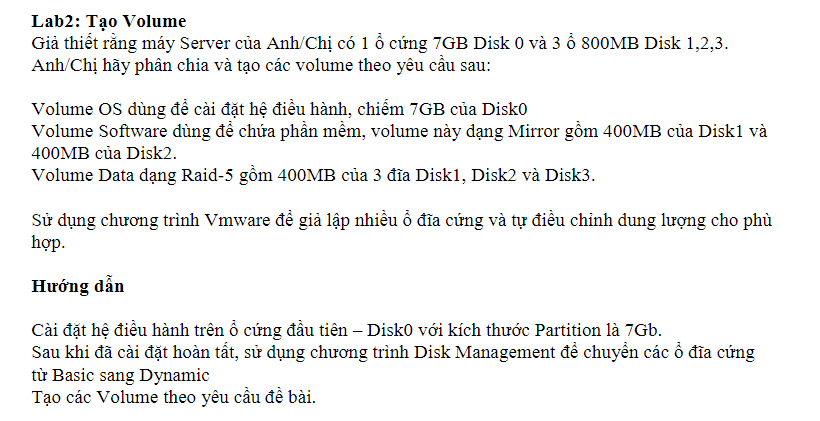 Lab2: Tạo Volume
Giả thiết rằng máy Server của Anh/Chị có 1 ổ cứng 7GB Disk 0 và 3 ổ 800MB Disk 1,2,3.
Anh/Chị hãy phân chia và tạo các volume theo yêu cầu sau:
Volume OS dùng để cài đặt hệ điều hành, chiếm 7GB của Disk0
Volume Software dùng để chứa phần mềm, volume này dạng Mirror gồm 400MB của Disk1 và
400MB của Disk2.
Volume Data dạng Raid-5 gồm 400MB của 3 đĩa Disk1, Disk2 và Disk3.
Sử dụng chương trình Vmware để giả lập nhiều ổ đĩa cứng và tự điều chỉnh dung lượng cho phù
hợp.
Hướng dẫn
Cài đặt hệ điều hành trên ổ cứng đầu tiên – Disk0 với kích thước Partition là 7Gb.
Sau khi đã cài đặt hoàn tất, sử dụng chương trình Disk Management để chuyển các ổ đĩa cứng
từ Basic sang Dynamic
Tạo các Volume theo yêu cầu đề bài.